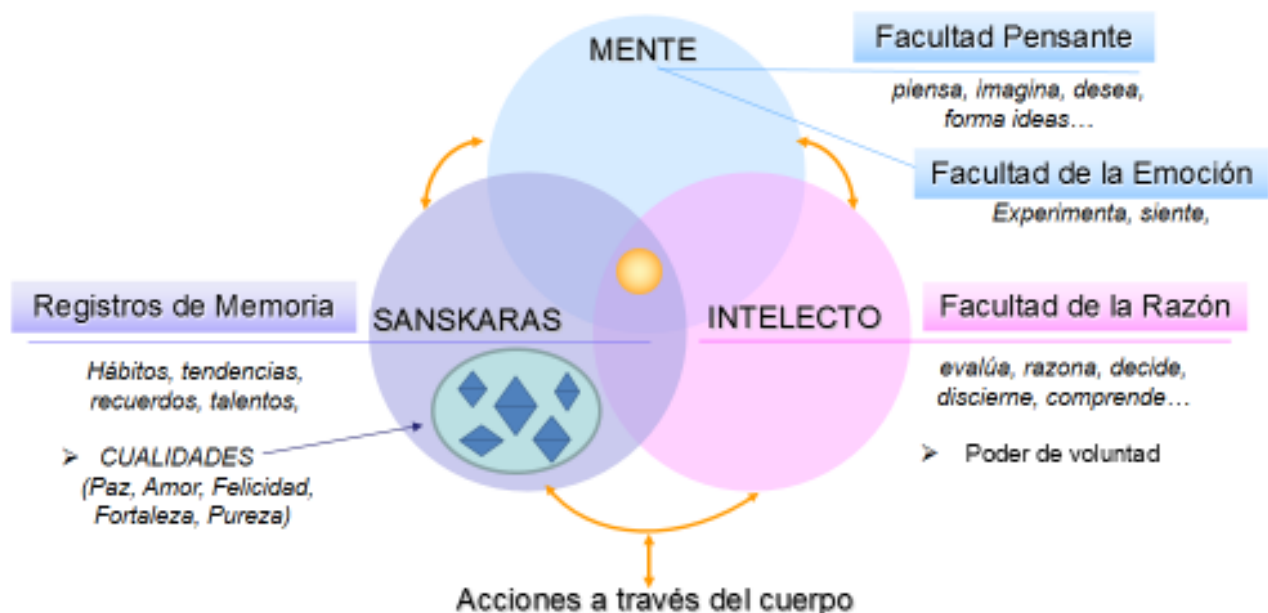 MENTE
Facultad Pensante
piensa, imagina, desea,
forma ideas…
Facultad de la Emoción
Experimenta, siente,
Registros de Memoria
SANSKARAS
Hábitos, tendencias,
recuerdos, talentos,
➢ CUALIDADES
(Paz, Amor, Felicidad,
Fortaleza, Pureza)
INTELECTO
Facultad de la Razón
evalúa, razona, decide,
discierne, comprende…
➢ Poder de voluntad
Acciones a través del cuerpo